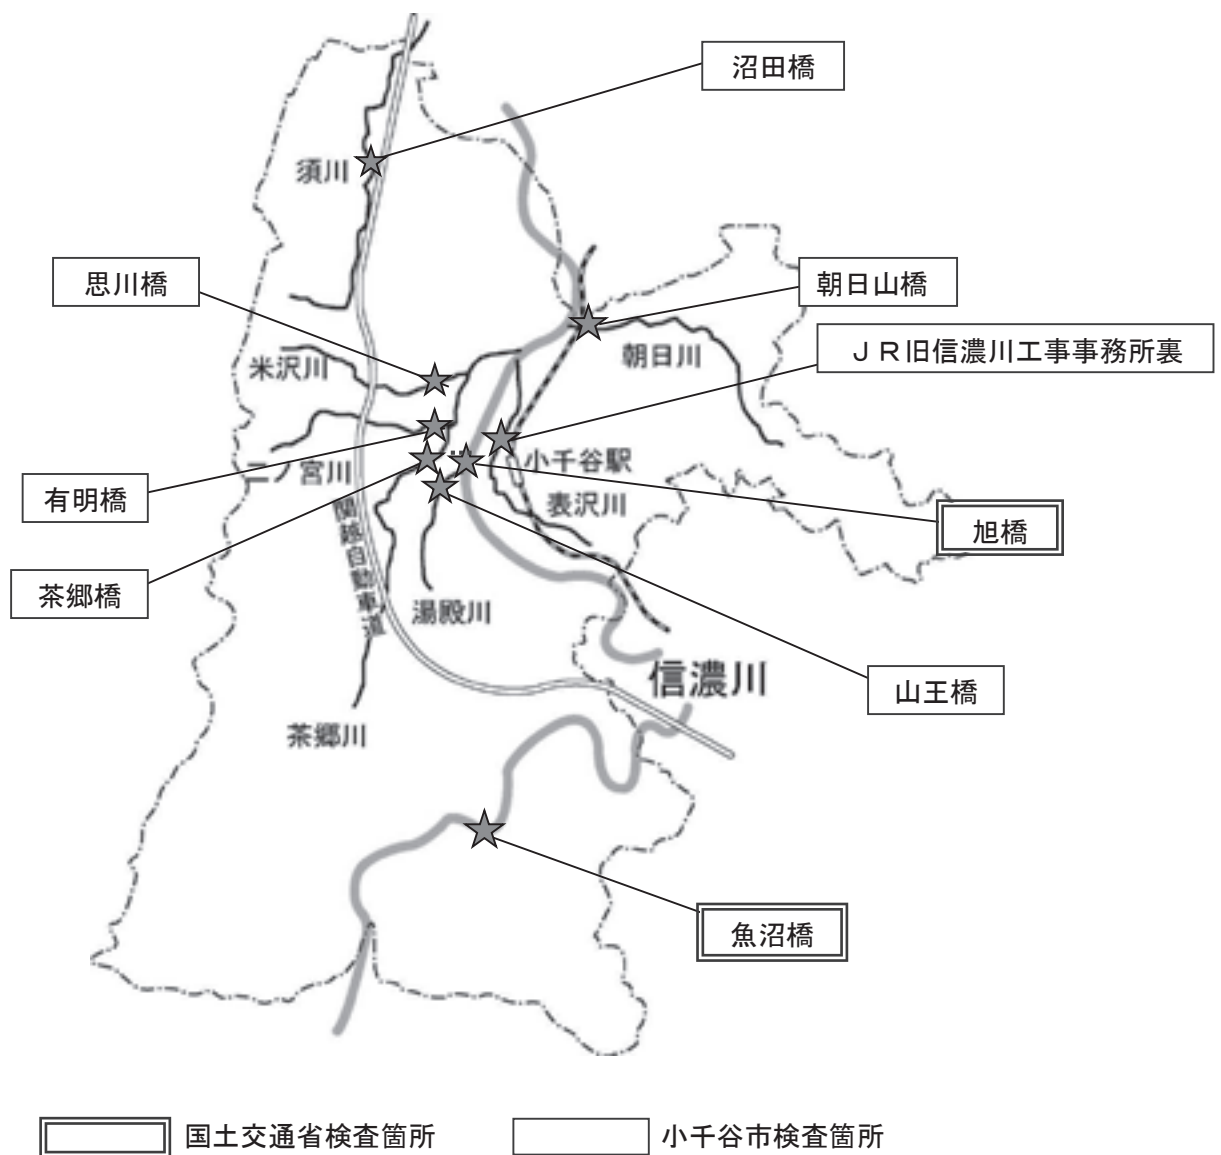 沼田橋
須川
思川橋
朝日山橋
ＪＲ旧信濃川工事事務所裏
米沢川
朝日川
有明橋
宮川
小千谷駅
表沢川
旭橋
茶郷橋
関越自動車道
湯殿川
信濃川
山王橋
茶郷川
魚沼橋
国土交通省検査箇所
小千谷市検査箇所